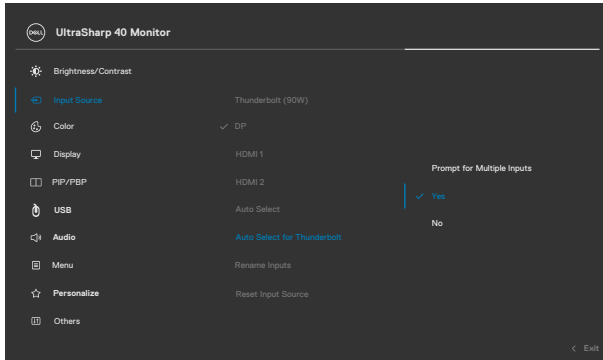 DELL
UltraSharp 40 Monitor
Brightness/Contrast
Input Source
Color
Display
PIP/PBP
USB
Audio
Menu
Personalize
Others
Thunderbolt (90W)
DP
HDMI 1
HDMI 2
Auto Select
Auto Select for Thunderbolt
Rename Inputs
Reset Input Source
Prompt for Multiple Inputs
Yes
No
Exit